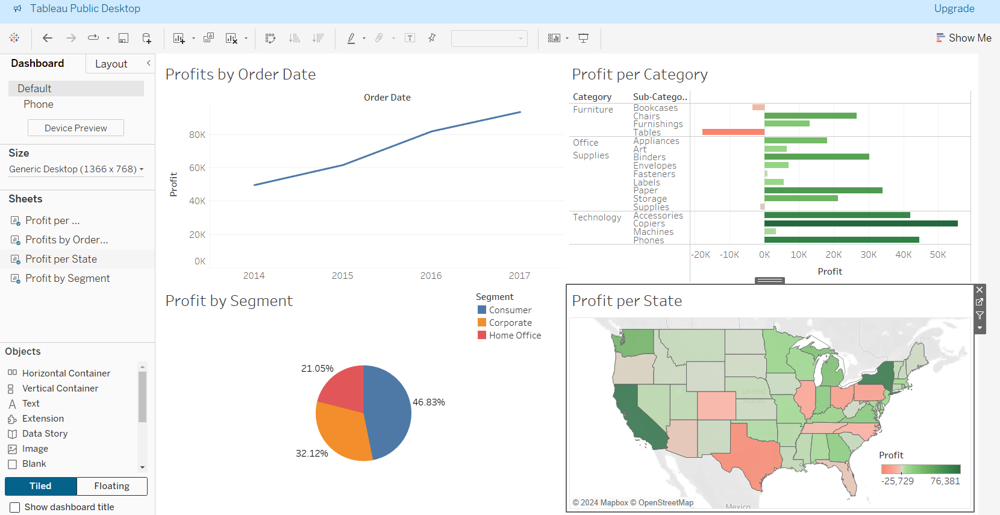 Tableau Public Desktop
Upgrade
Show Me
Dashboard
Layout
Default
Phone
Device Preview
Size
Generic Desktop (1366 x 768)
Sheets
Profit per ...
Profits by Order...
Profit per State
Profit by Segment
Objects
Horizontal Container
Vertical Container
Text
Extension
Data Story
Image
Blank
Tiled
Floating
Show dashboard title
Profits by Order Date
Order Date
Profit
80K
60K
40K
20K
0K
2014
2015
2016
2017
Profit per Category
Category
Sub-Catego..
Furniture
Bookcases
Chairs
Furnishings
Tables
Office
Supplies
Appliances
Art
Binders
Envelopes
Fasteners
Labels
Paper
Storage
Supplies
Technology
Accessories
Copiers
Machines
Phones
-20K
-10K
0K
10K
20K
30K
40K
50K
Profit
Profit by Segment
Segment
Consumer
Corporate
Home Office
21.05%
46.83%
32.12%
Profit per State
United
States
Mexico
Profit
-25,729
76,381
© 2024 Mapbox © OpenStreetMap